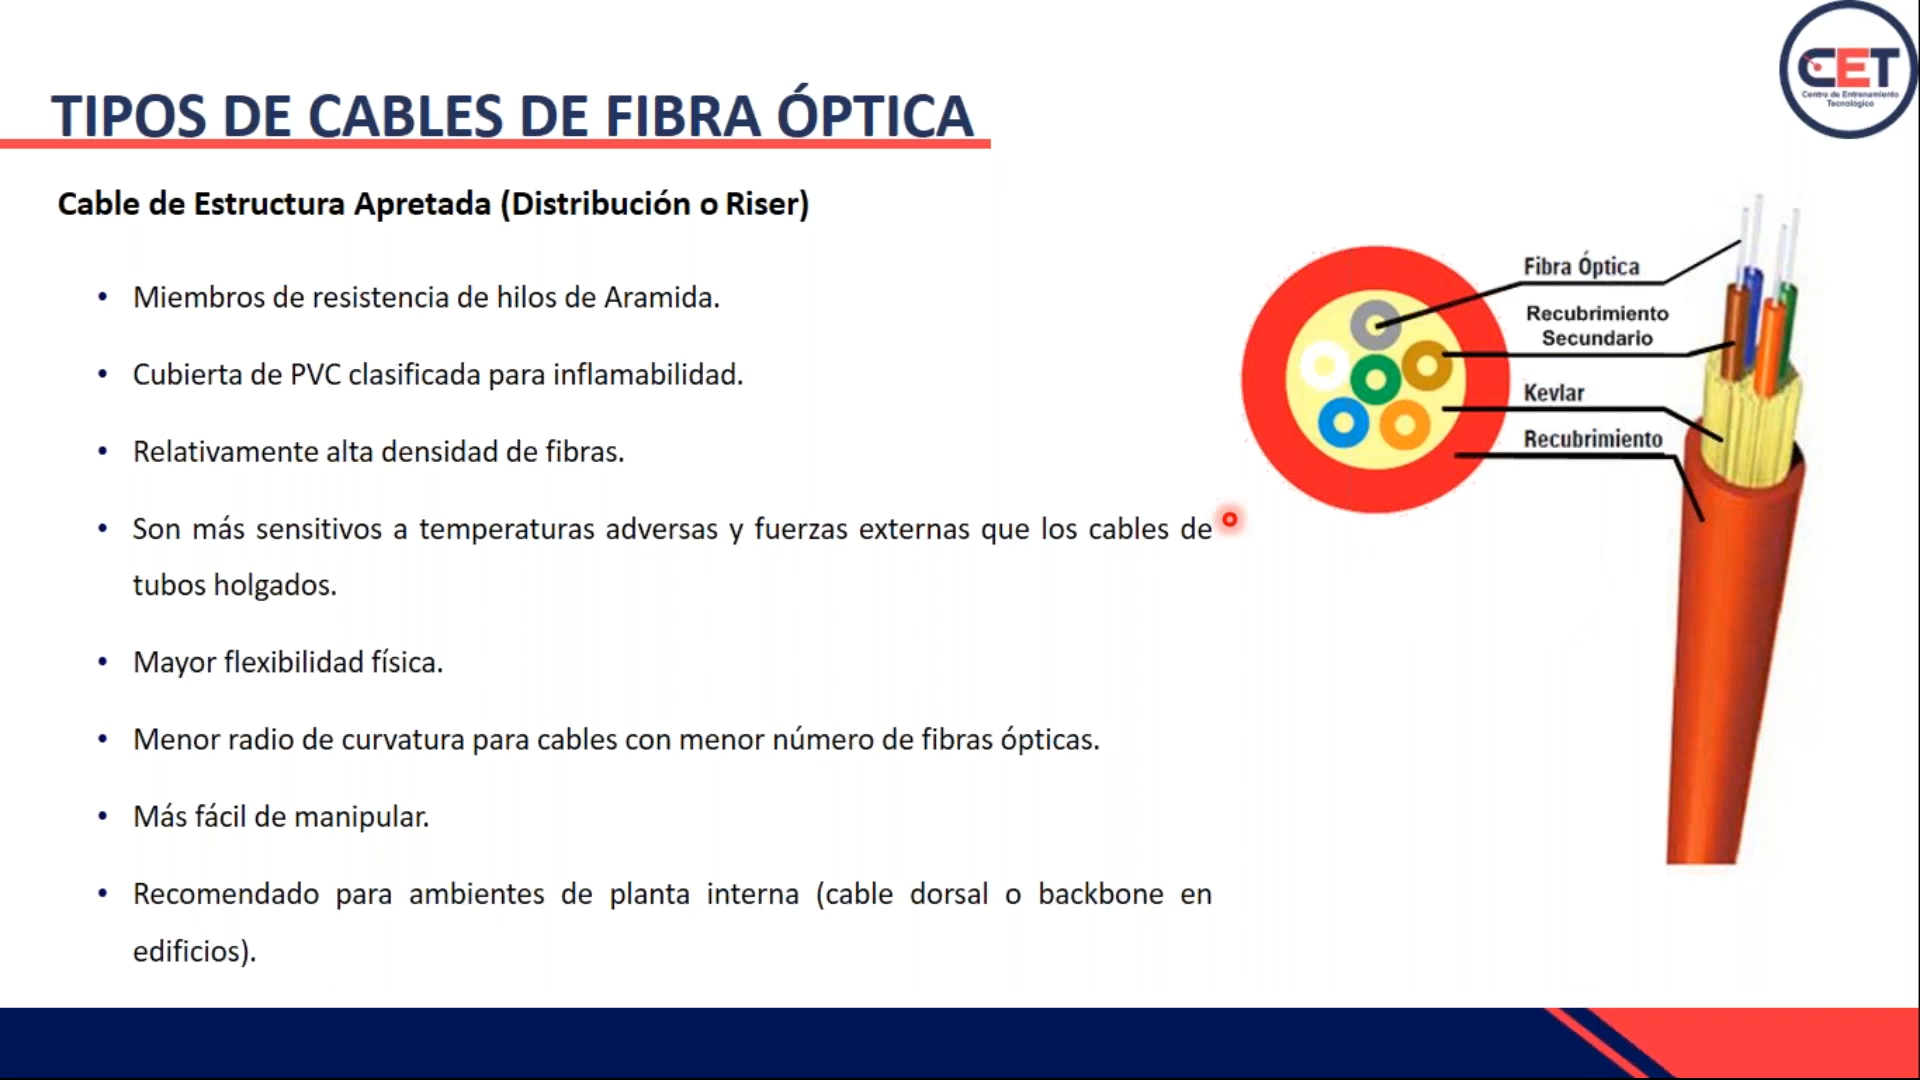 CET
Centro de Entrenamiento
Tecnológico
TIPOS DE CABLES DE FIBRA ÓPTICA
Cable de Estructura Apretada (Distribución o Riser)
• Miembros de resistencia de hilos de Aramida.
• Cubierta de PVC clasificada para inflamabilidad.
• Relativamente alta densidad de fibras.
• Son más sensitivos a temperaturas adversas y fuerzas externas que los cables de
tubos holgados.
• Mayor flexibilidad física.
• Menor radio de curvatura para cables con menor número de fibras ópticas.
• Más fácil de manipular.
• Recomendado para ambientes de planta interna (cable dorsal o backbone en
edificios).
Fibra Óptica
Recubrimiento
Secundario
Kevlar
Recubrimiento